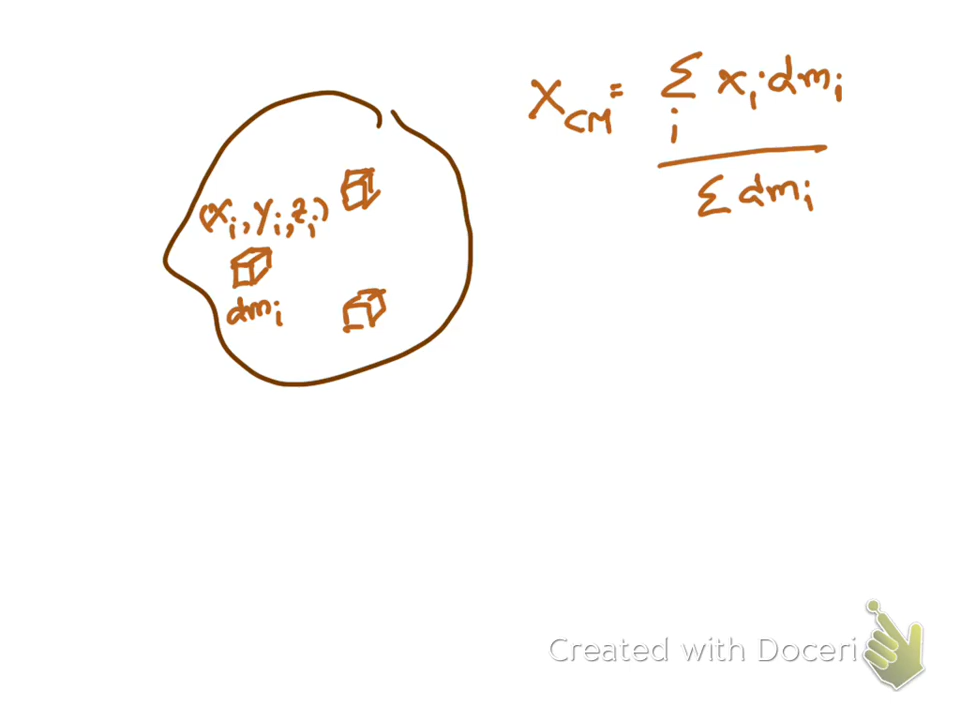 X_CM = Σ_i x_i · dm_i
Σ dm_i
(x_i, y_i, z_i)
dm_i
Created with Doceri